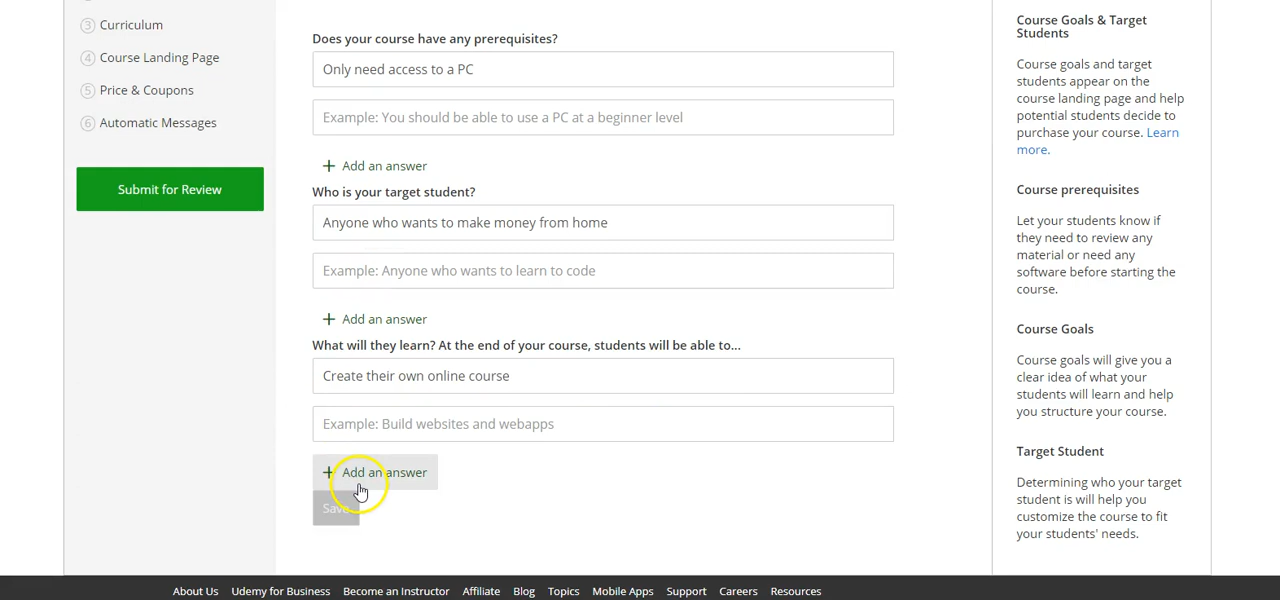 3 Curriculum
4 Course Landing Page
5 Price & Coupons
6 Automatic Messages
Submit for Review
Does your course have any prerequisites?
Only need access to a PC
Example: You should be able to use a PC at a beginner level
+ Add an answer
Who is your target student?
Anyone who wants to make money from home
Example: Anyone who wants to learn to code
+ Add an answer
What will they learn? At the end of your course, students will be able to...
Create their own online course
Example: Build websites and webapps
+ Add an answer
Save
Course Goals & Target
Students
Course goals and target
students appear on the
course landing page and help
potential students decide to
purchase your course. Learn
more.
Course prerequisites
Let your students know if
they need to review any
material or need any
software before starting the
course.
Course Goals
Course goals will give you a
clear idea of what your
students will learn and help
you structure your course.
Target Student
Determining who your target
student is will help you
customize the course to fit
your students' needs.
About Us Udemy for Business Become an Instructor Affiliate Blog Topics Mobile Apps Support Careers Resources